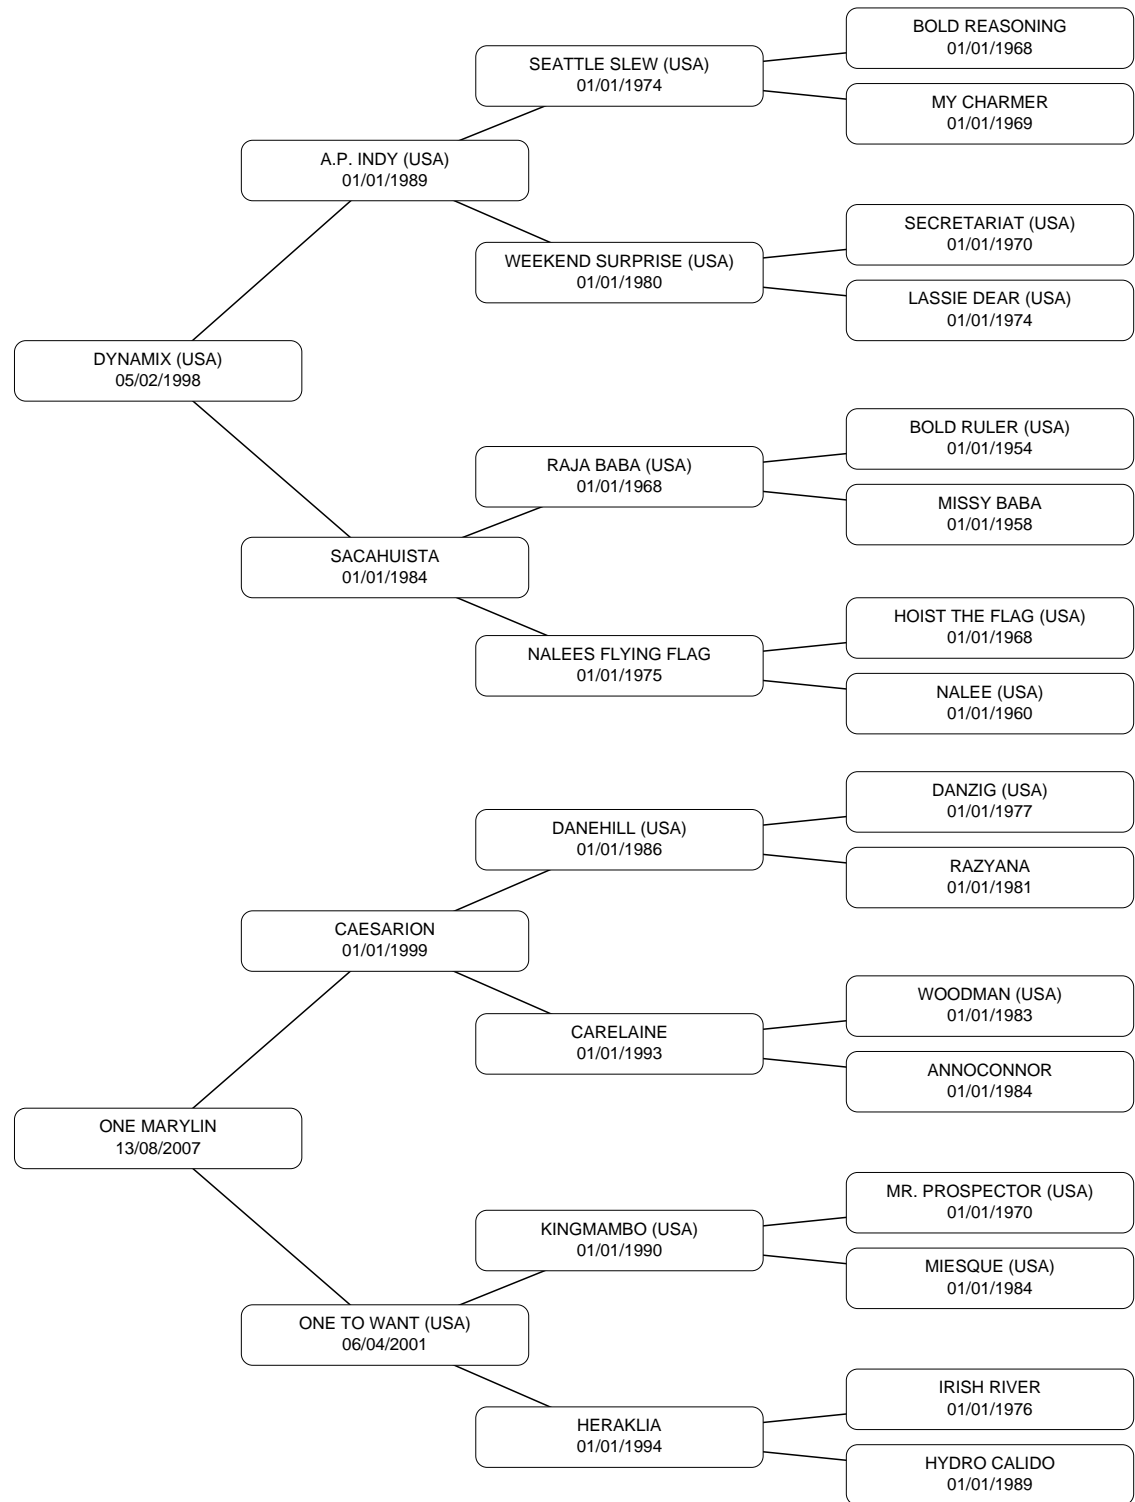 BOLD REASONING
01/01/1968
SEATTLE SLEW (USA)
01/01/1974
MY CHARMER
01/01/1969
A.P. INDY (USA)
01/01/1989
SECRETARIAT (USA)
01/01/1970
WEEKEND SURPRISE (USA)
01/01/1980
LASSIE DEAR (USA)
01/01/1974
DYNAMIX (USA)
05/02/1998
BOLD RULER (USA)
01/01/1954
RAJA BABA (USA)
01/01/1968
MISSY BABA
01/01/1958
SACAHUISTA
01/01/1984
HOIST THE FLAG (USA)
01/01/1968
NALEES FLYING FLAG
01/01/1975
NALEE (USA)
01/01/1960
DANZIG (USA)
01/01/1977
DANEHILL (USA)
01/01/1986
RAZYANA
01/01/1981
CAESARION
01/01/1999
WOODMAN (USA)
01/01/1983
CARELAINE
01/01/1993
ANNOCONNOR
01/01/1984
ONE MARYLIN
13/08/2007
MR. PROSPECTOR (USA)
01/01/1970
KINGMAMBO (USA)
01/01/1990
MIESQUE (USA)
01/01/1984
ONE TO WANT (USA)
06/04/2001
IRISH RIVER
01/01/1976
HERAKLIA
01/01/1994
HYDRO CALIDO
01/01/1989